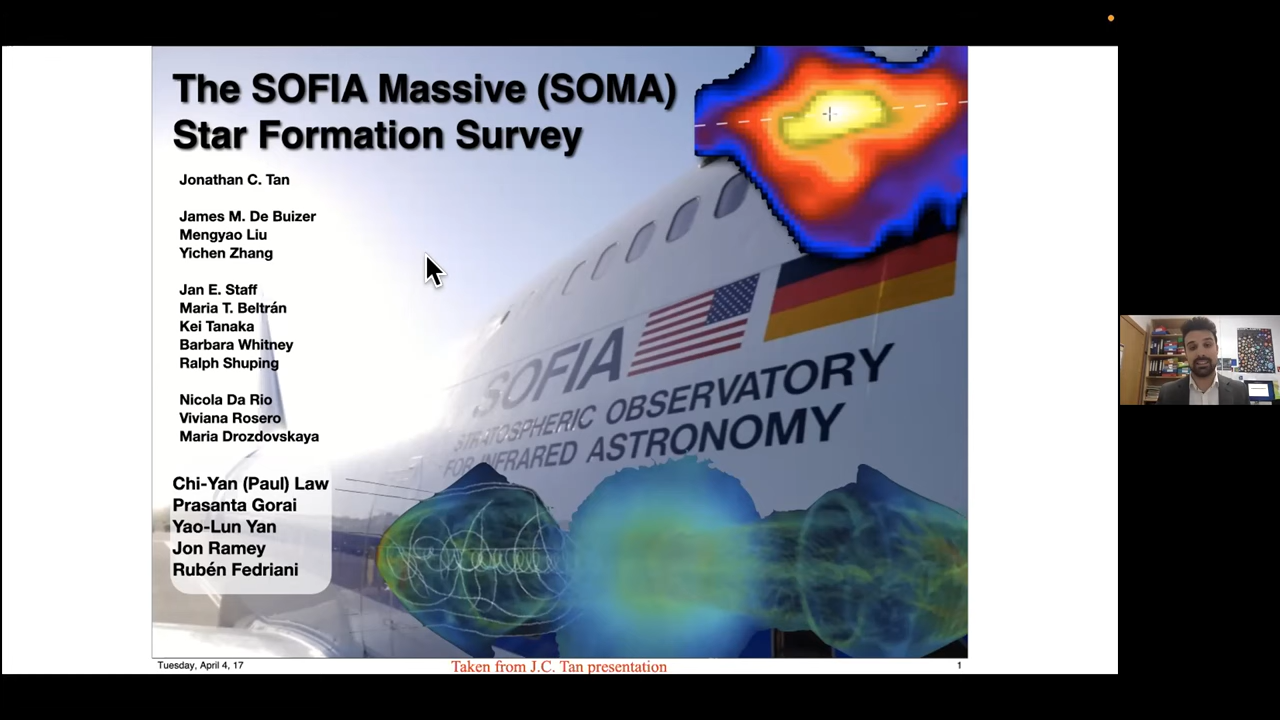 The SOFIA Massive (SOMA)
Star Formation Survey
Jonathan C. Tan
James M. De Buizer
Mengyao Liu
Yichen Zhang
Jan E. Staff
Maria T. Beltrán
Kei Tanaka
Barbara Whitney
Ralph Shuping
Nicola Da Rio
Viviana Rosero
Maria Drozdovskaya
Chi-Yan (Paul) Law
Prasanta Gorai
Yao-Lun Yan
Jon Ramey
Rubén Fedriani
SOFIA
STRATOSPHERIC OBSERVATORY
FOR INFRARED ASTRONOMY
Tuesday, April 4, 17
Taken from J.C. Tan presentation
1